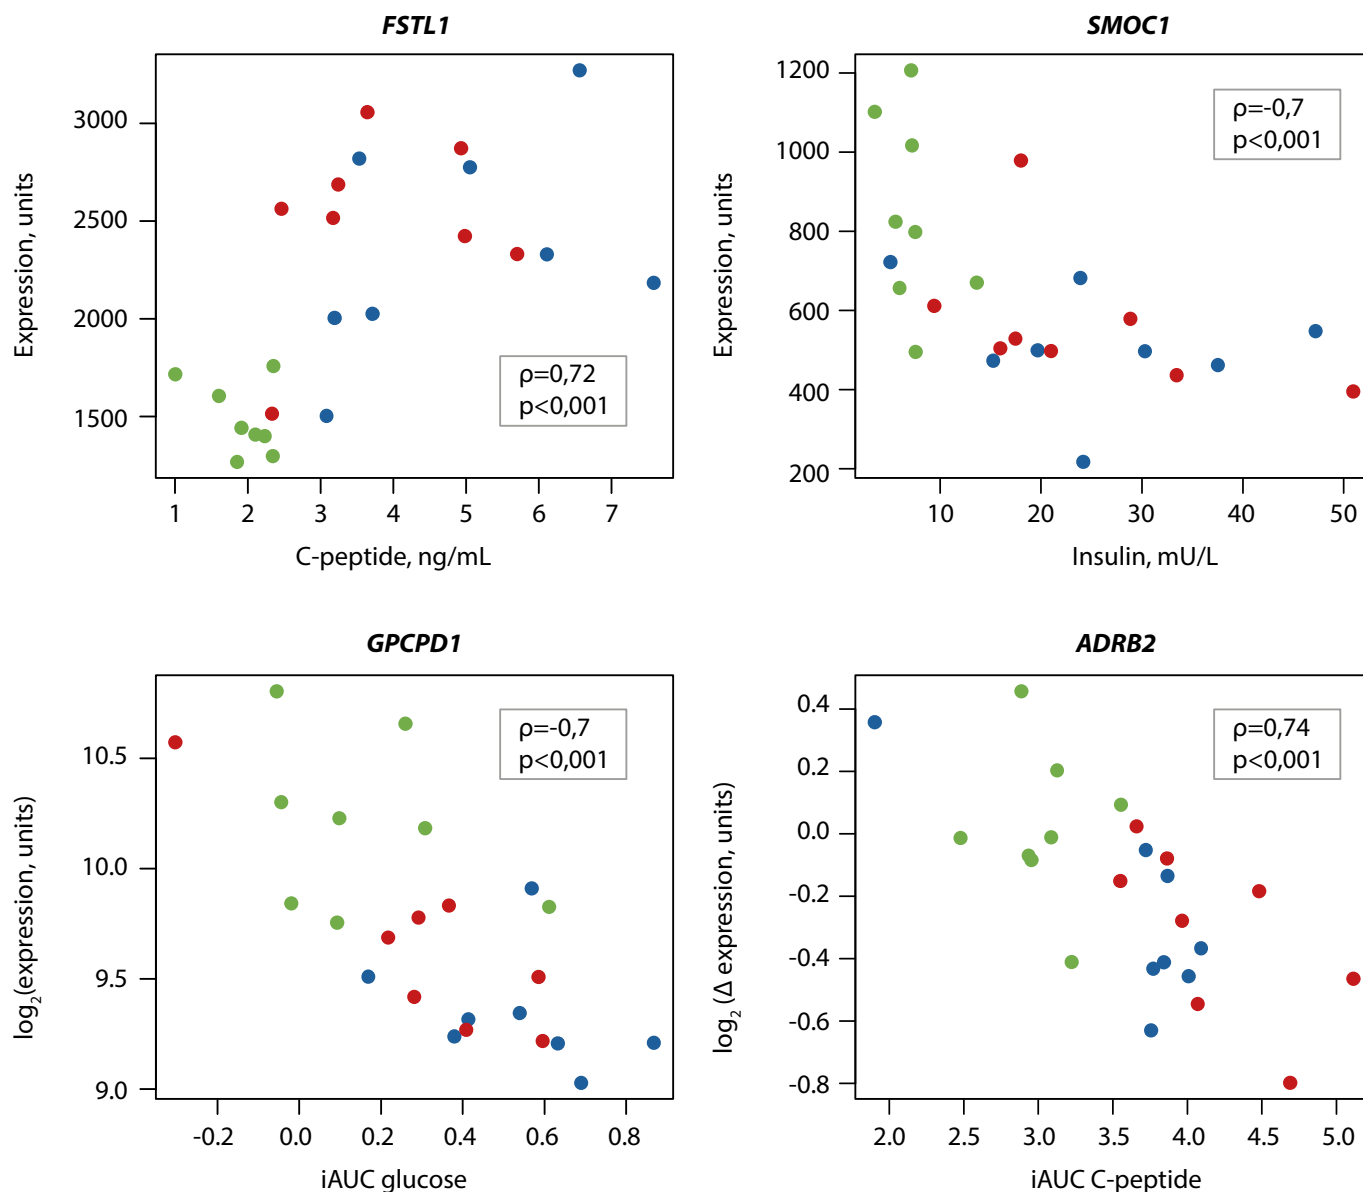 FSTL1
Expression, units
3000
2500
2000
1500
ρ=0,72
p<0,001
1 2 3 4 5 6 7
C-peptide, ng/mL
SMOC1
Expression, units
1200
1000
800
600
400
200
ρ=-0,7
p<0,001
10 20 30 40 50
Insulin, mU/L
GPCPD1
log₂(expression, units)
10.5
10.0
9.5
9.0
ρ=-0,7
p<0,001
-0.2 0.0 0.2 0.4 0.6 0.8
iAUC glucose
ADRB2
log₂ (Δ expression, units)
0.4
0.2
0.0
-0.2
-0.4
-0.6
-0.8
ρ=0,74
p<0,001
2.0 2.5 3.0 3.5 4.0 4.5 5.0
iAUC C-peptide